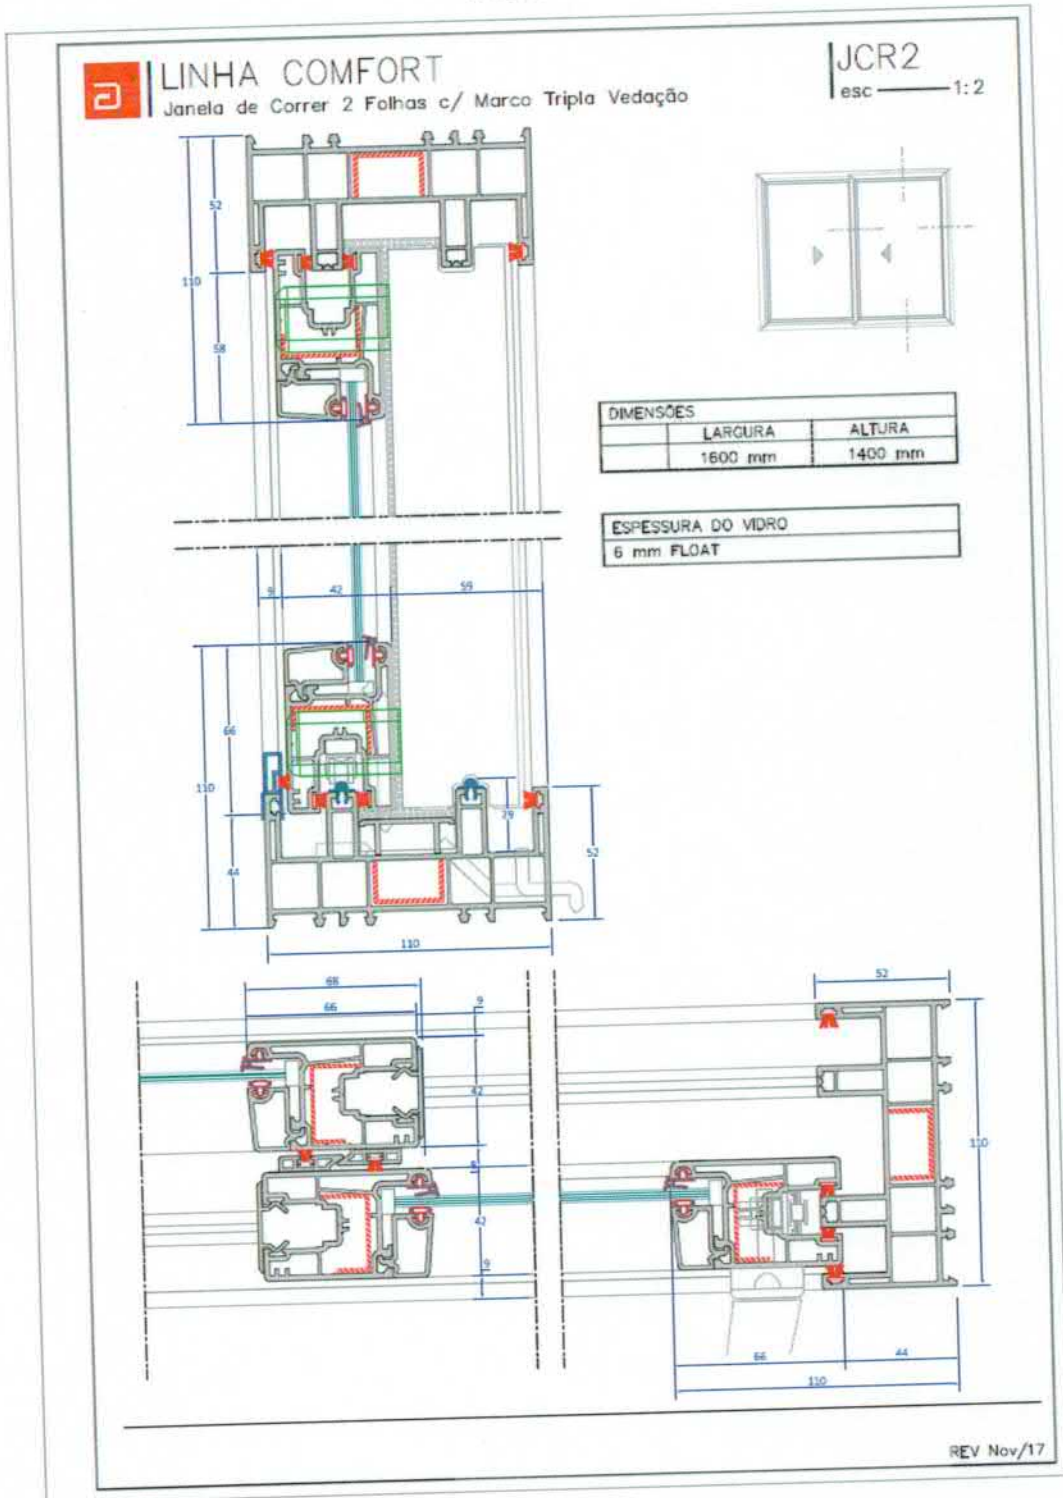 LINHA COMFORT
Janela de Correr 2 Folhas c/ Marco Tripla Vedação
JCR2
esc 1:2
52
110
58
DIMENSÕES
LARGURA ALTURA
1600 mm 1400 mm
ESPESSURA DO VIDRO
6 mm FLOAT
9 42 59
66
110
29
52
44
110
68
66
9
52
42
110
8
42
9
66 44
110
REV Nov/17